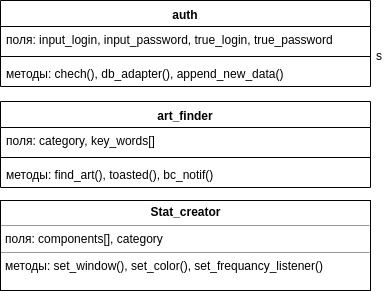 auth
поля: input_login, input_password, true_login, true_password
s
методы: chech(), db_adapter(), append_new_data()
art_finder
поля: category, key_words[]
методы: find_art(), toasted(), bc_notif()
Stat_creator
поля: components[], category
методы: set_window(), set_color(), set_frequancy_listener()